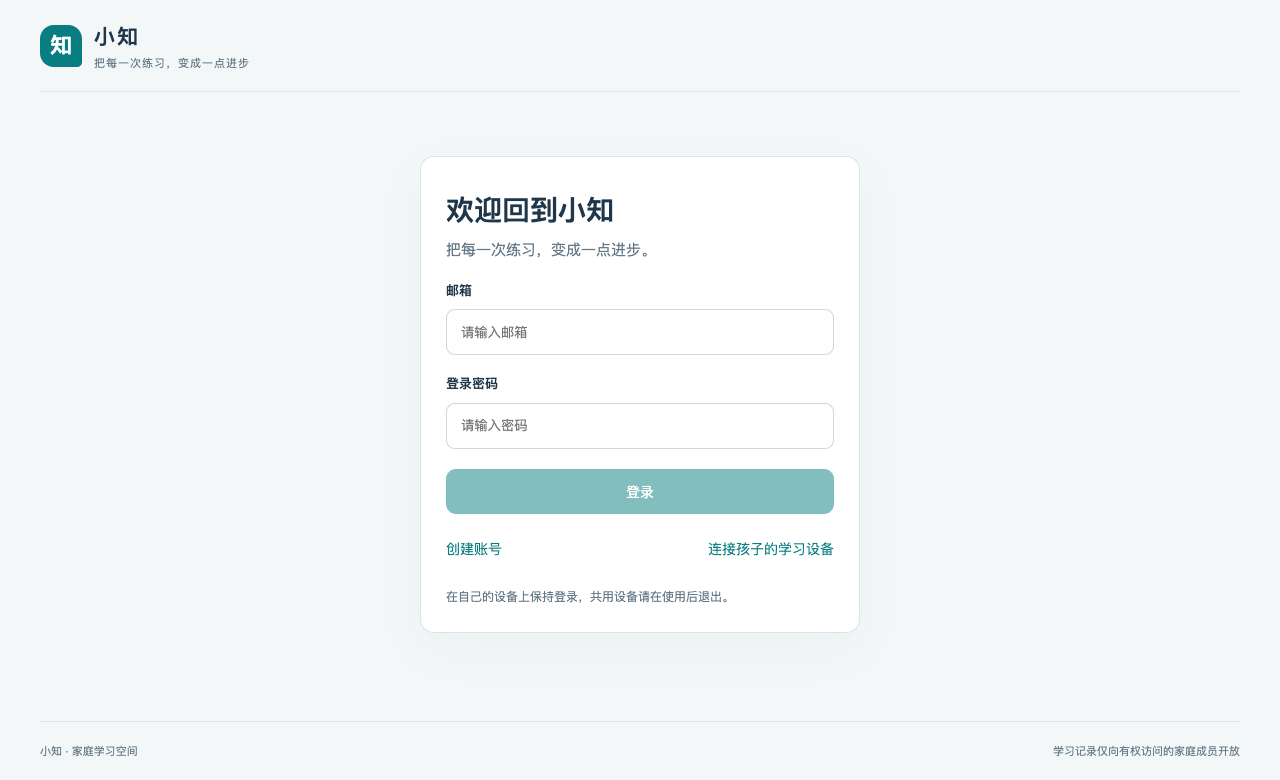 知
小知
把每一次练习，变成一点进步
欢迎回到小知
把每一次练习，变成一点进步。
邮箱
请输入邮箱
登录密码
请输入密码
登录
创建账号
连接孩子的学习设备
在自己的设备上保持登录，共用设备请在使用后退出。
小知 · 家庭学习空间
学习记录仅向有权访问的家庭成员开放